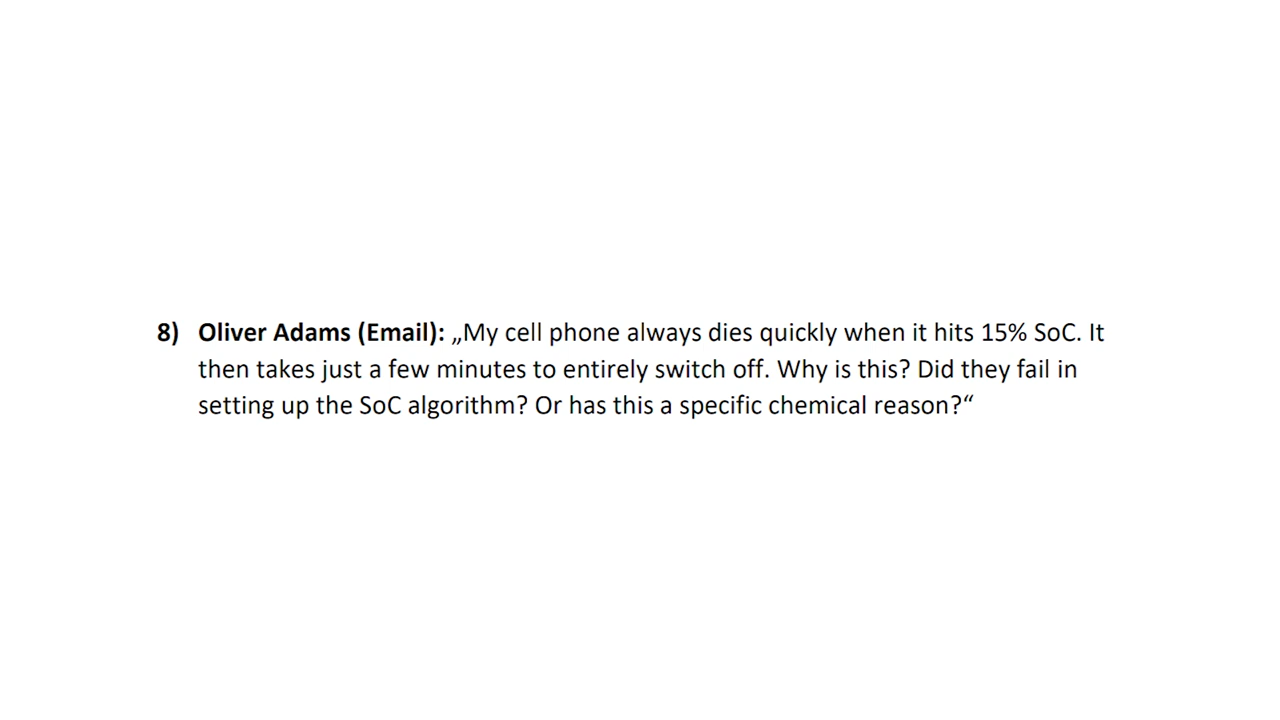 8) Oliver Adams (Email): „My cell phone always dies quickly when it hits 15% SoC. It
then takes just a few minutes to entirely switch off. Why is this? Did they fail in
setting up the SoC algorithm? Or has this a specific chemical reason?“